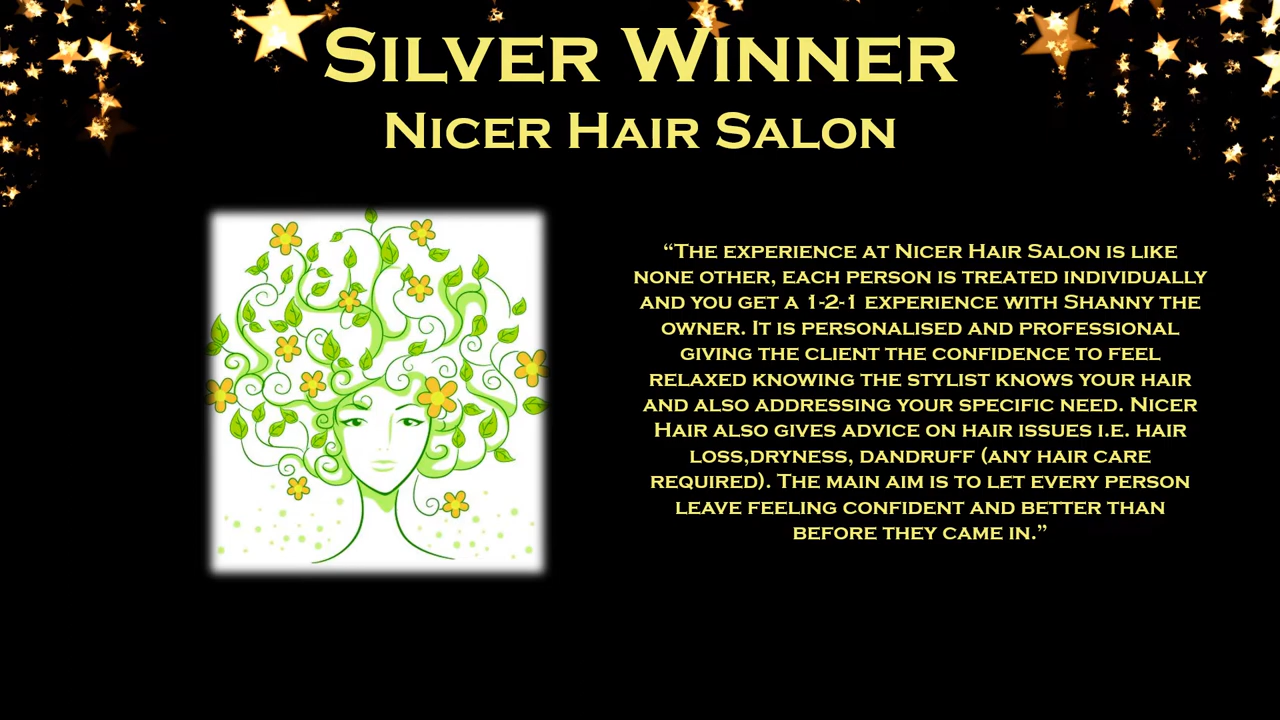 Silver Winner
Nicer Hair Salon
“The experience at Nicer Hair Salon is like
none other, each person is treated individually
and you get a 1-2-1 experience with Shanny the
owner. It is personalised and professional
giving the client the confidence to feel
relaxed knowing the stylist knows your hair
and also addressing your specific need. Nicer
Hair also gives advice on hair issues i.e. hair
loss,dryness, dandruff (any hair care
required). The main aim is to let every person
leave feeling confident and better than
before they came in.”